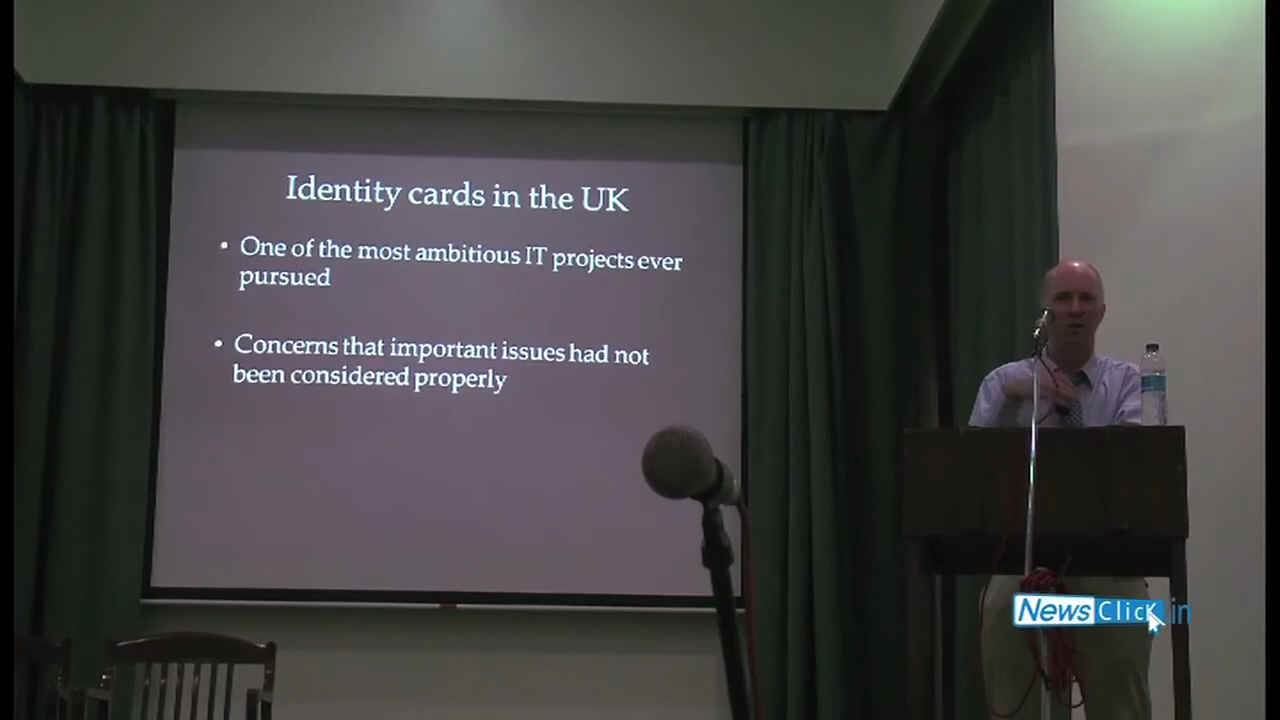 Identity cards in the UK
• One of the most ambitious IT projects ever
pursued
• Concerns that important issues had not
been considered properly
NewsClick in